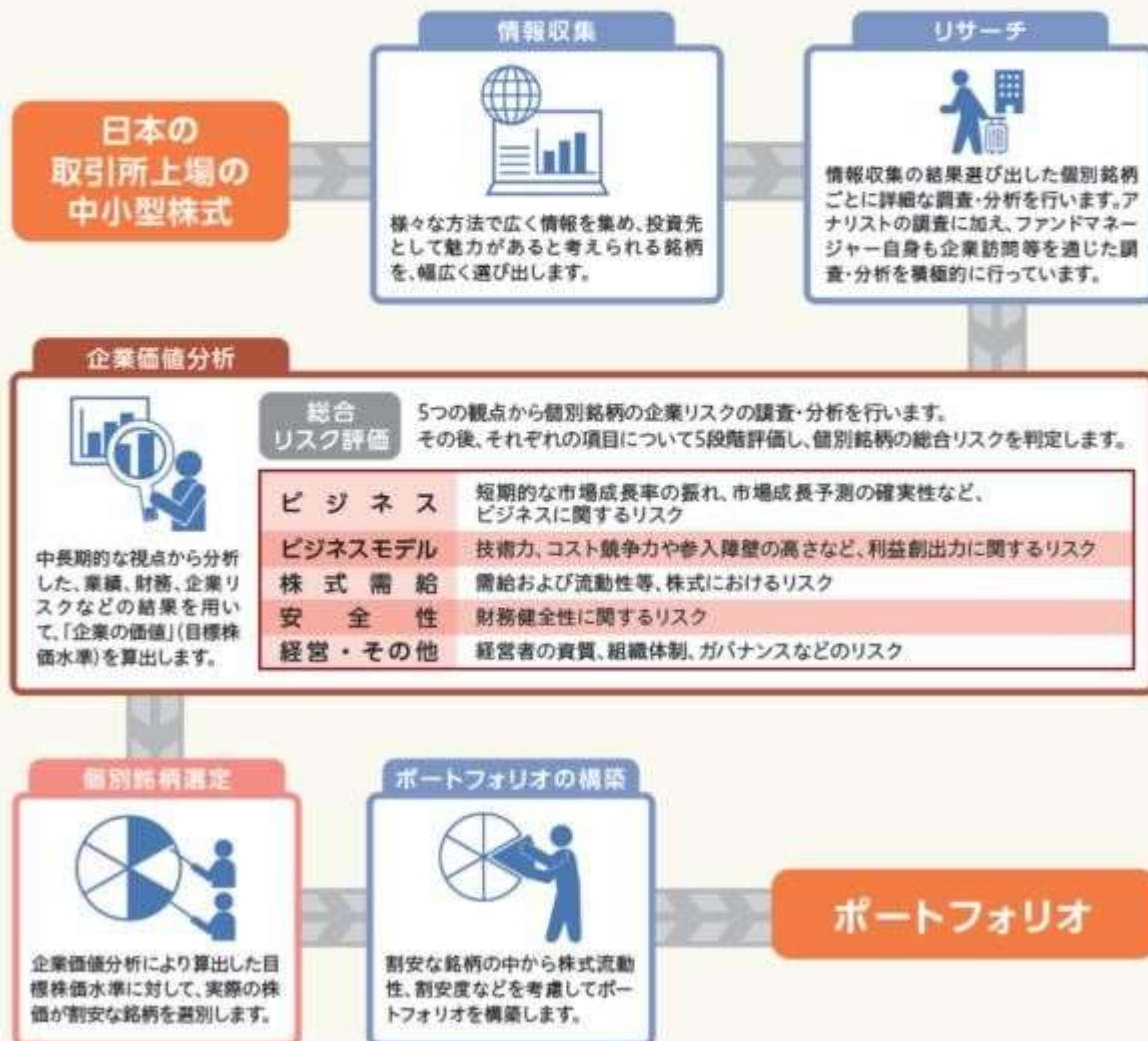 日本の
取引所上場の
中小型株式
情報収集
様々な方法で広く情報を集め、投資先
として魅力があると考えられる銘柄
を、幅広く選び出します。
リサーチ
情報収集の結果選び出した個別銘柄
ごとに詳細な調査・分析を行います。ア
ナリストの調査に加え、ファンドマネー
ジャー自身も企業訪問等を通じた調
査・分析を積極的に行っています。
企業価値分析
中長期的な視点から分析
した、業績、財務、企業リ
スクなどの結果を用い
て、「企業の価値」(目標株
価水準)を算出します。
総合
リスク評価
5つの観点から個別銘柄の企業リスクの調査・分析を行います。
その後、それぞれの項目について5段階評価し、個別銘柄の総合リスクを判定します。
ビジネス
短期的な市場成長率の振れ、市場成長予測の確実性など、
ビジネスに関するリスク
ビジネスモデル
技術力、コスト競争力や参入障壁の高さなど、利益創出力に関するリスク
株式需給
需給および流動性等、株式におけるリスク
安全性
財務健全性に関するリスク
経営・その他
経営者の資質、組織体制、ガバナンスなどのリスク
個別銘柄選定
企業価値分析により算出した目
標株価水準に対して、実際の株
価が割安な銘柄を選別します。
ポートフォリオの構築
割安な銘柄の中から株式流動
性、割安度などを考慮してポー
トフォリオを構築します。
ポートフォリオ